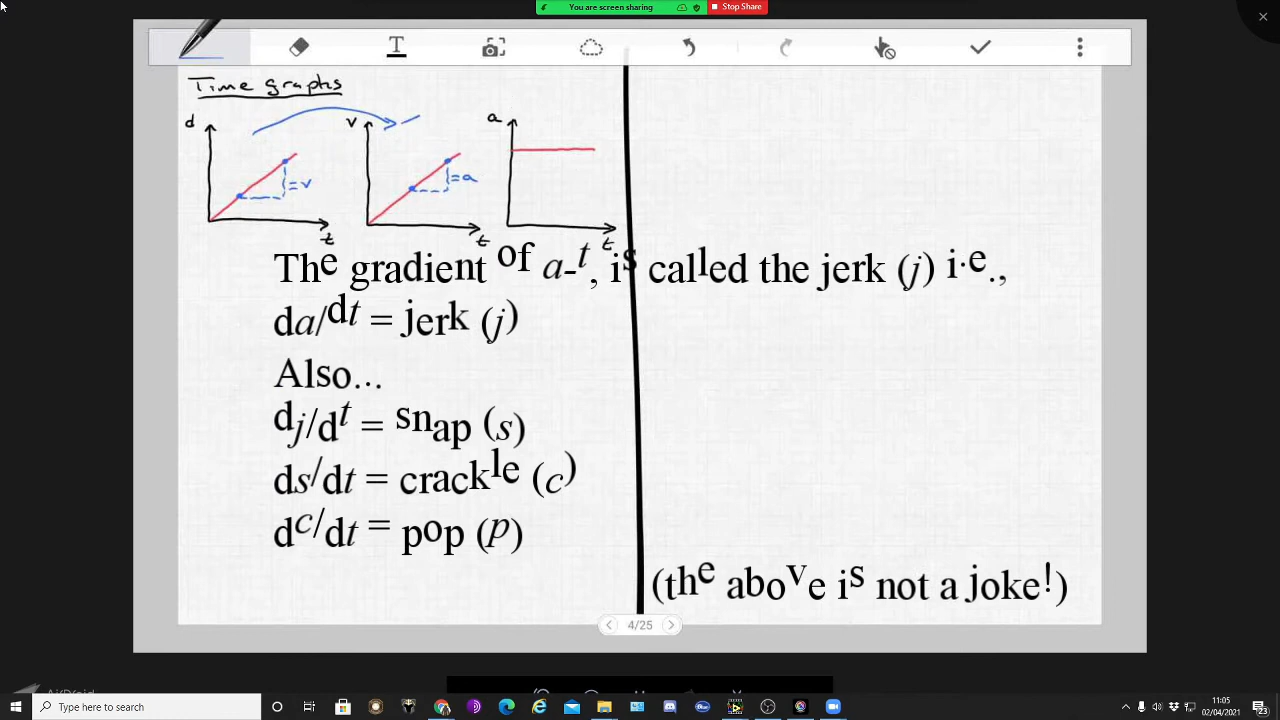 You are screen sharing Stop Share
T
Time graphs
d v a
=v =a
t t t
The gradient of a-t, is called the jerk (j) i.e.,
da/dt = jerk (j)
Also...
dj/dt = snap (s)
ds/dt = crackle (c)
dc/dt = pop (p)
(the above is not a joke!)
4/25
AirDroid
Type here to search
11:05
02/04/2021